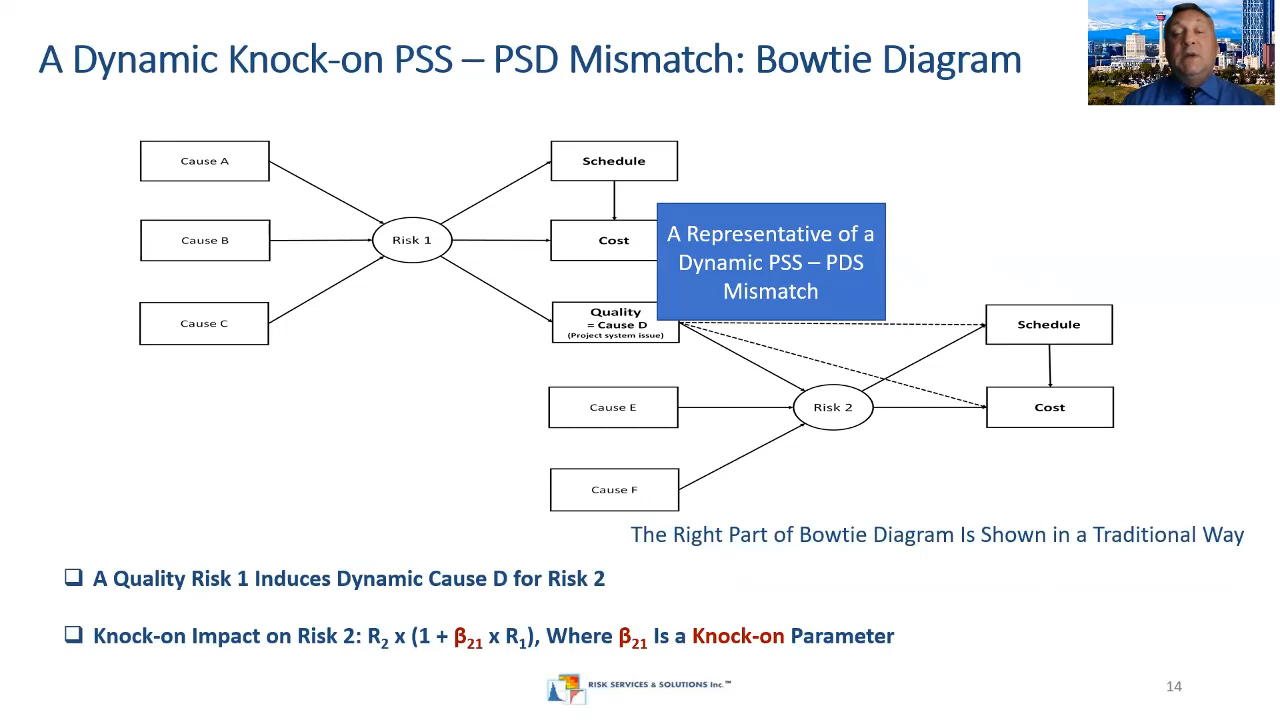 A Dynamic Knock-on PSS – PSD Mismatch: Bowtie Diagram
Cause A
Cause B
Cause C
Risk 1
Schedule
Cost
Quality
= Cause D
(Project system issue)
A Representative of a
Dynamic PSS – PDS
Mismatch
Cause E
Cause F
Risk 2
Schedule
Cost
The Right Part of Bowtie Diagram Is Shown in a Traditional Way
❑ A Quality Risk 1 Induces Dynamic Cause D for Risk 2
❑ Knock-on Impact on Risk 2: R₂ x (1 + β₂₁ x R₁), Where β₂₁ Is a Knock-on Parameter
RISK SERVICES & SOLUTIONS Inc.™
14